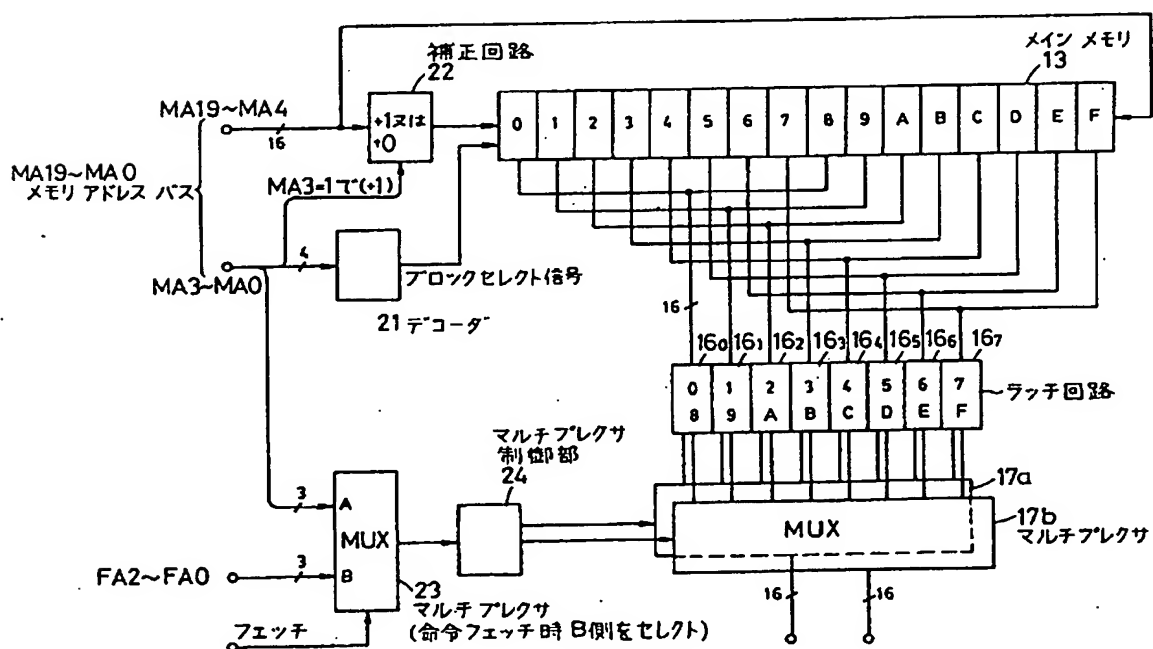 補正回路
22
メイン メモリ
13
MA19~MA4
16
+1又は
+0
0 1 2 3 4 5 6 7 8 9 A B C D E F
MA19~MA0
メモリ アドレス バス
MA3=1で(+1)
4
MA3~MA0
ブロックセレクト信号
21 デコーダ
16
16₀ 16₁ 16₂ 16₃ 16₄ 16₅ 16₆ 16₇
0 1 2 3 4 5 6 7
8 9 A B C D E F
ラッチ回路
マルチプレクサ
制御部
24
17a
3
A
MUX
MUX
17b
マルチプレクサ
FA2~FA0
3
B
23
マルチ プレクサ
(命令フェッチ時 B側をセレクト)
16
16
フェッチ